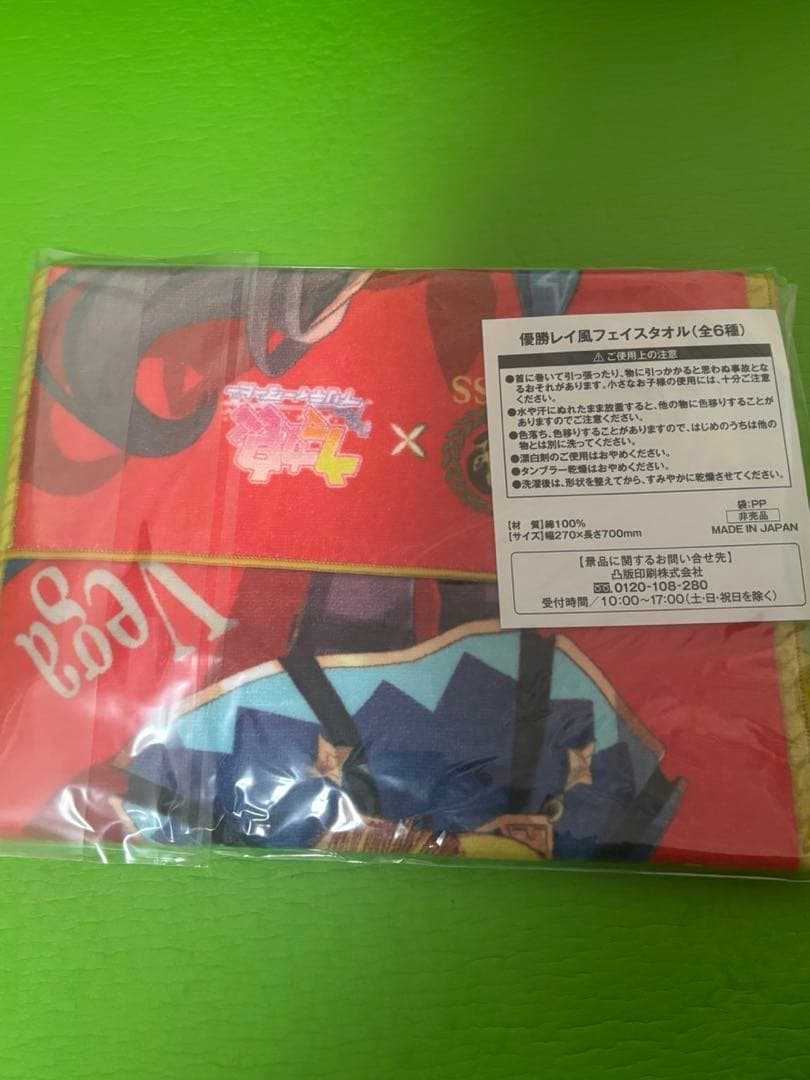 優勝レイ風フェイスタオル(全6種)
⚠ご使用上の注意
●首に巻いて引っ張ったり、物に引っかかると思わぬ事故とな
るおそれがあります。小さなお子様の使用には、十分ご注意
ください。
●水や汗にぬれたまま放置すると、他の物に色移りすることが
ありますのでご注意ください。
●色落ち、色移りすることがありますので、はじめのうちは他の
物とは別に洗ってください。
●漂白剤のご使用はおやめください。
●タンブラー乾燥はおやめください。
●洗濯後は、形状を整えてから、すみやかに乾燥させてください。
袋:PP
非売品
【材 質】綿100%
【サイズ】幅270×長さ700mm
MADE IN JAPAN
【景品に関するお問い合せ先】
凸版印刷株式会社
0120-108-280
受付時間/10:00~17:00(土・日・祝日を除く)
SS
×
Vega